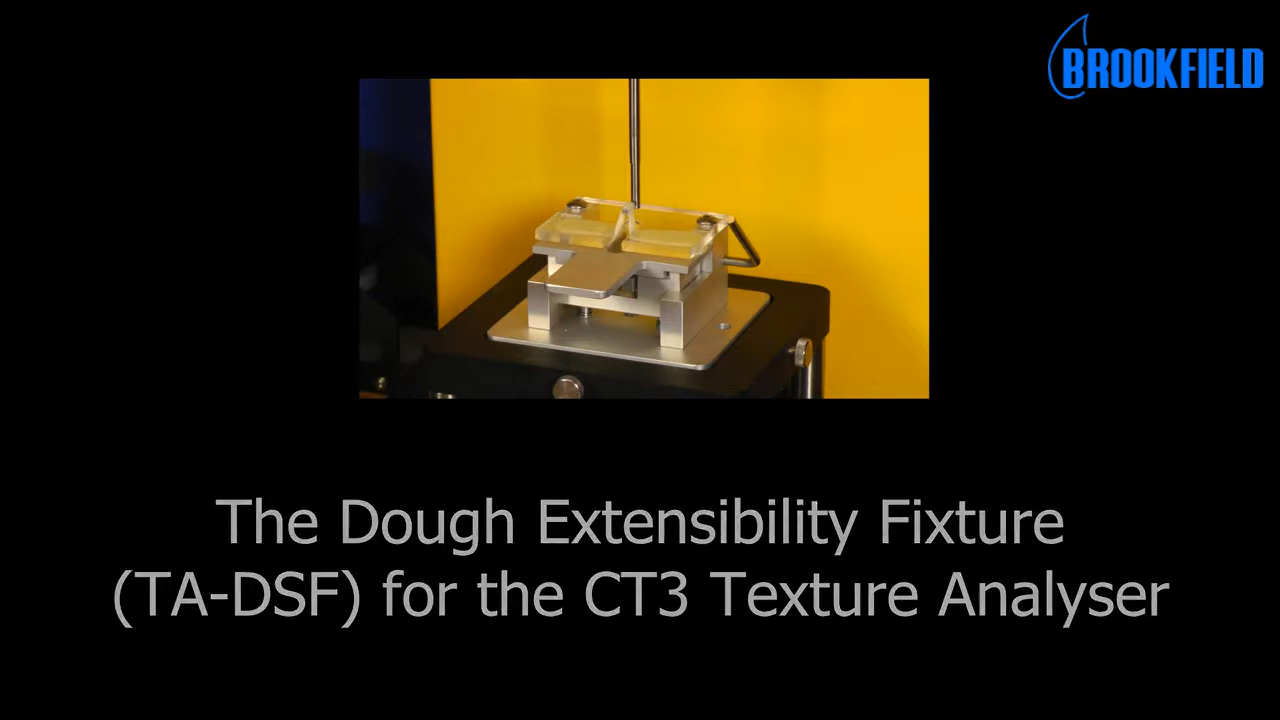 BROOKFIELD
The Dough Extensibility Fixture
(TA-DSF) for the CT3 Texture Analyser